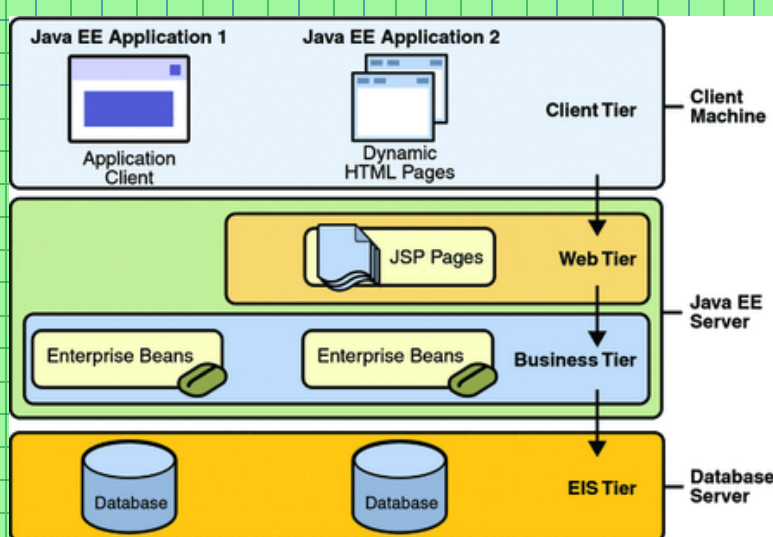 Java EE Application 1
Java EE Application 2
Application
Client
Dynamic
HTML Pages
Client Tier
Client
Machine
JSP Pages
Web Tier
Java EE
Server
Enterprise Beans
Enterprise Beans
Business Tier
Database
Database
EIS Tier
Database
Server